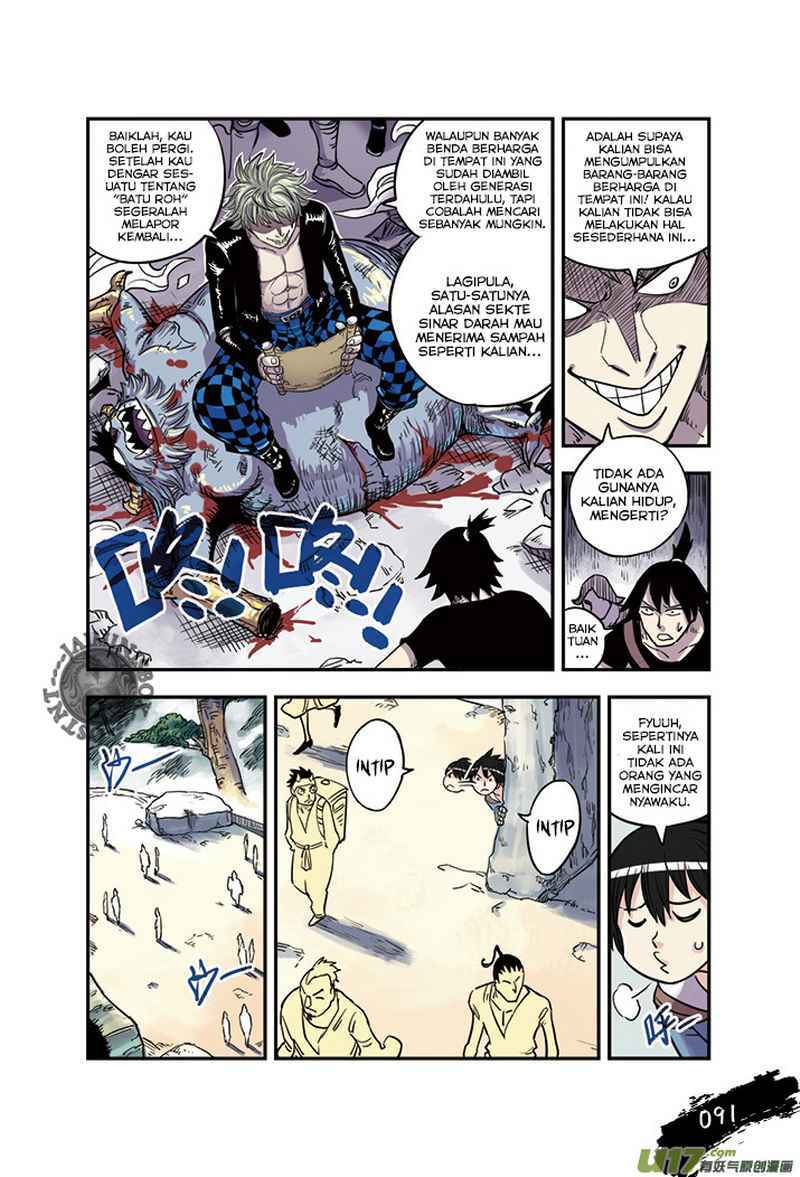 BAIKLAH, KAU
BOLEH PERGI.
SETELAH KAU
DENGAR SES-
UATU TENTANG
"BATU ROH"
SEGERALAH
MELAPOR
KEMBALI...
WALAUPUN BANYAK
BENDA BERHARGA
DI TEMPAT INI YANG
SUDAH DIAMBIL
OLEH GENERASI
TERDAHULU, TAPI
COBALAH MENCARI
SEBANYAK MUNGKIN.
LAGIPULA,
SATU-SATUNYA
ALASAN SEKTE
SINAR DARAH MAU
MENERIMA SAMPAH
SEPERTI KALIAN...
ADALAH SUPAYA
KALIAN BISA
MENGUMPULKAN
BARANG-BARANG
BERHARGA DI
TEMPAT INI! KALAU
KALIAN TIDAK BISA
MELAKUKAN HAL
SESEDERHANA INI...
TIDAK ADA
GUNANYA
KALIAN HIDUP,
MENGERTI?
BAIK
TUAN
...
咚!! 咚!!
INTIP
INTIP
FYUUH,
SEPERTINYA
KALI INI
TIDAK ADA
ORANG YANG
MENGINCAR
NYAWAKU.
呼—
091
U17.com
有妖气原创漫画